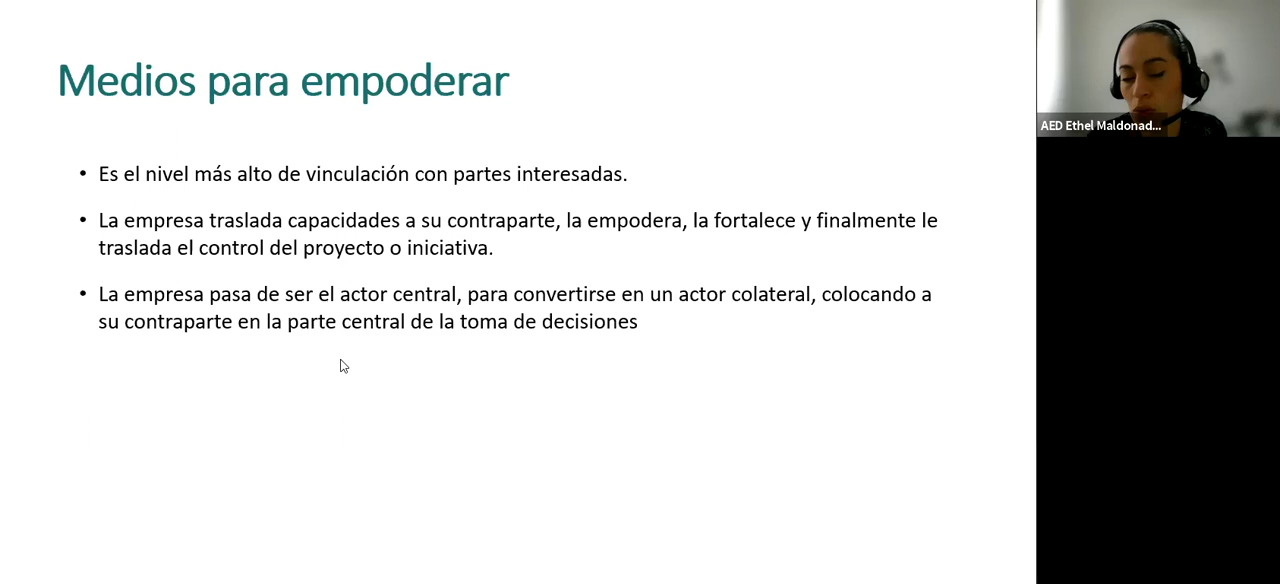 Medios para empoderar
• Es el nivel más alto de vinculación con partes interesadas.
• La empresa traslada capacidades a su contraparte, la empodera, la fortalece y finalmente le
traslada el control del proyecto o iniciativa.
• La empresa pasa de ser el actor central, para convertirse en un actor colateral, colocando a
su contraparte en la parte central de la toma de decisiones
AED Ethel Maldonad...